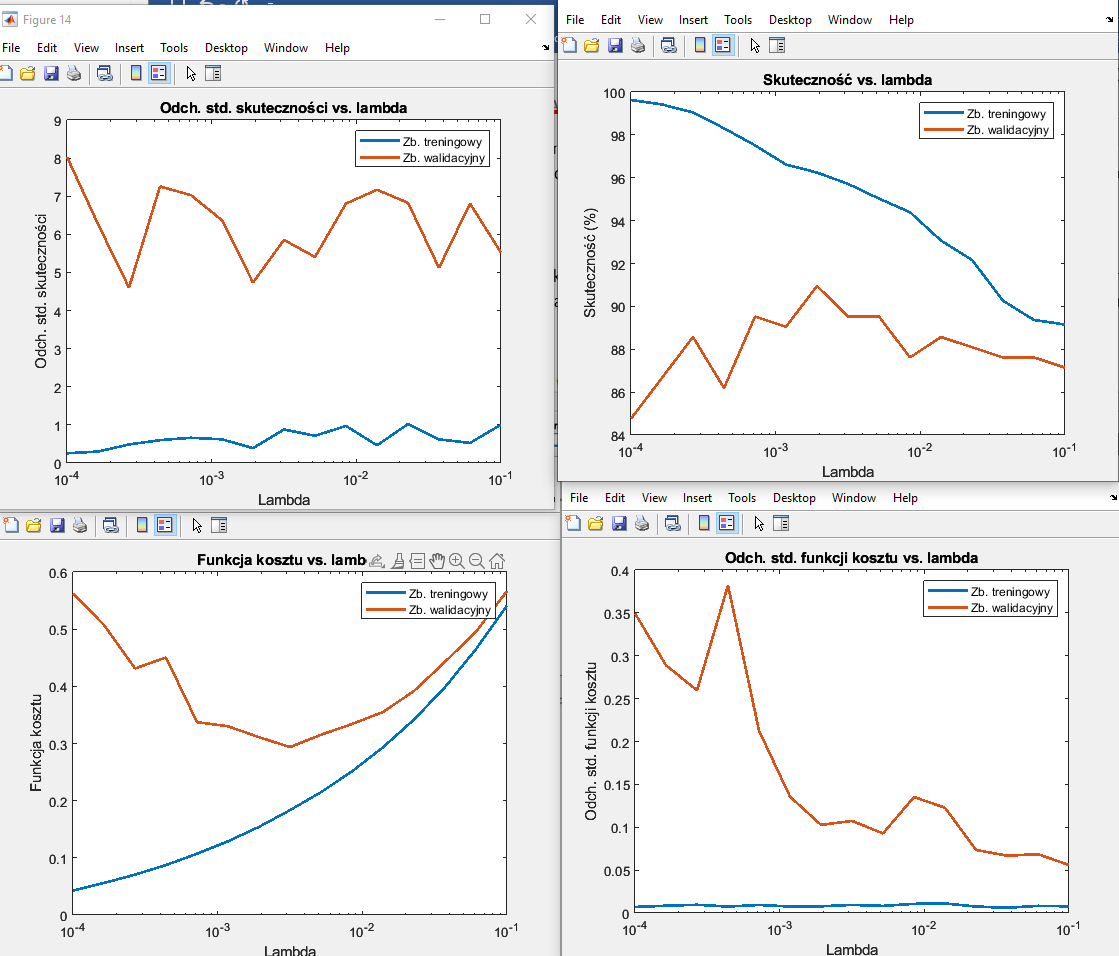 Figure 14
File Edit View Insert Tools Desktop Window Help
Odch. std. skuteczności vs. lambda
Zb. treningowy
Zb. walidacyjny
Odch. std. skuteczności
9
8
7
6
5
4
3
2
1
0
10-4 10-3 10-2 10-1
Lambda
File Edit View Insert Tools Desktop Window Help
Skuteczność vs. lambda
Zb. treningowy
Zb. walidacyjny
Skuteczność (%)
100
98
96
94
92
90
88
86
84
10-4 10-3 10-2 10-1
Lambda
Funkcja kosztu vs. lamb
Zb. treningowy
Zb. walidacyjny
Funkcja kosztu
0.6
0.5
0.4
0.3
0.2
0.1
0
10-4 10-3 10-2 10-1
Lambda
File Edit View Insert Tools Desktop Window Help
Odch. std. funkcji kosztu vs. lambda
Zb. treningowy
Zb. walidacyjny
Odch. std. funkcji kosztu
0.4
0.35
0.3
0.25
0.2
0.15
0.1
0.05
0
10-4 10-3 10-2 10-1
Lambda